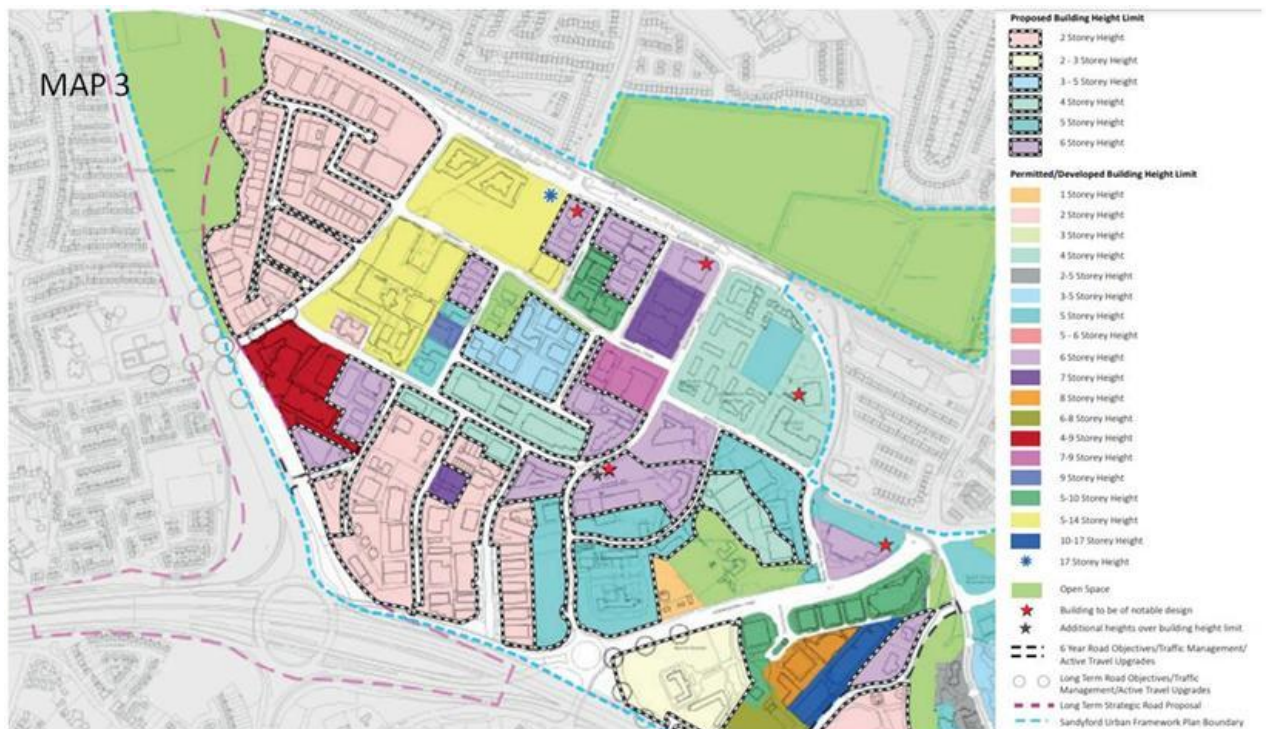 MAP 3
Proposed Building Height Limit
2 Storey Height
2 - 3 Storey Height
3 - 5 Storey Height
4 Storey Height
5 Storey Height
6 Storey Height
Permitted/Developed Building Height Limit
1 Storey Height
2 Storey Height
3 Storey Height
4 Storey Height
2-5 Storey Height
3-5 Storey Height
5 Storey Height
5 - 6 Storey Height
6 Storey Height
7 Storey Height
8 Storey Height
6-8 Storey Height
4-9 Storey Height
7-9 Storey Height
9 Storey Height
5-10 Storey Height
5-14 Storey Height
10-17 Storey Height
17 Storey Height
Open Space
Building to be of notable design
Additional heights over building height limit
6 Year Road Objectives/Traffic Management/
Active Travel Upgrades
Long Term Road Objectives/Traffic
Management/Active Travel Upgrades
Long Term Strategic Road Proposal
Sandyford Urban Framework Plan Boundary